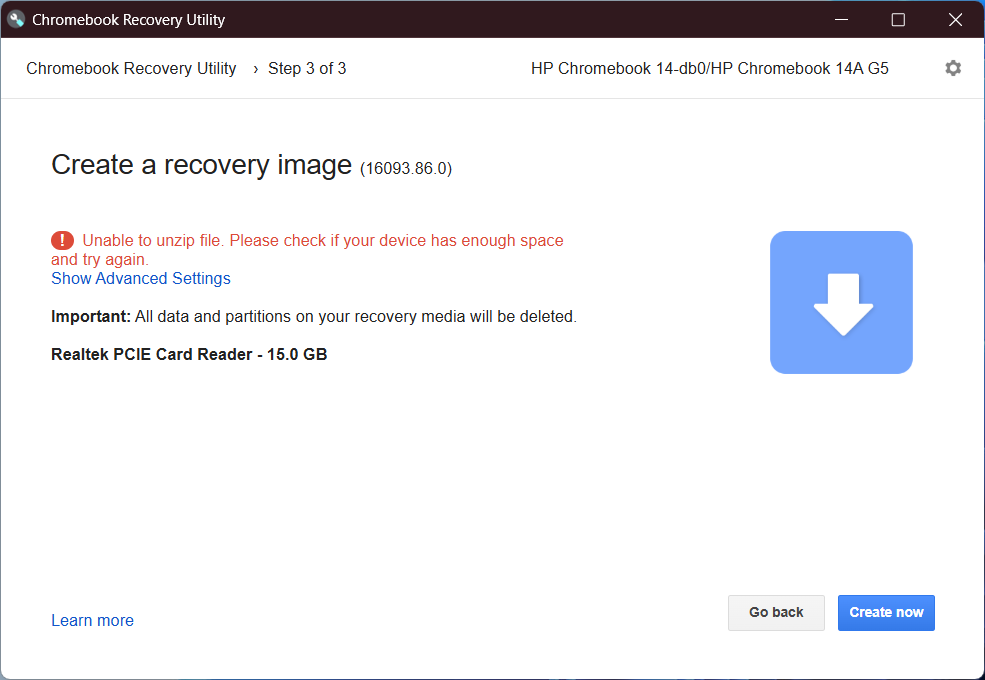 Chromebook Recovery Utility
Chromebook Recovery Utility › Step 3 of 3 HP Chromebook 14-db0/HP Chromebook 14A G5
Create a recovery image (16093.86.0)
! Unable to unzip file. Please check if your device has enough space
and try again.
Show Advanced Settings
Important: All data and partitions on your recovery media will be deleted.
Realtek PCIE Card Reader - 15.0 GB
Learn more Go back Create now